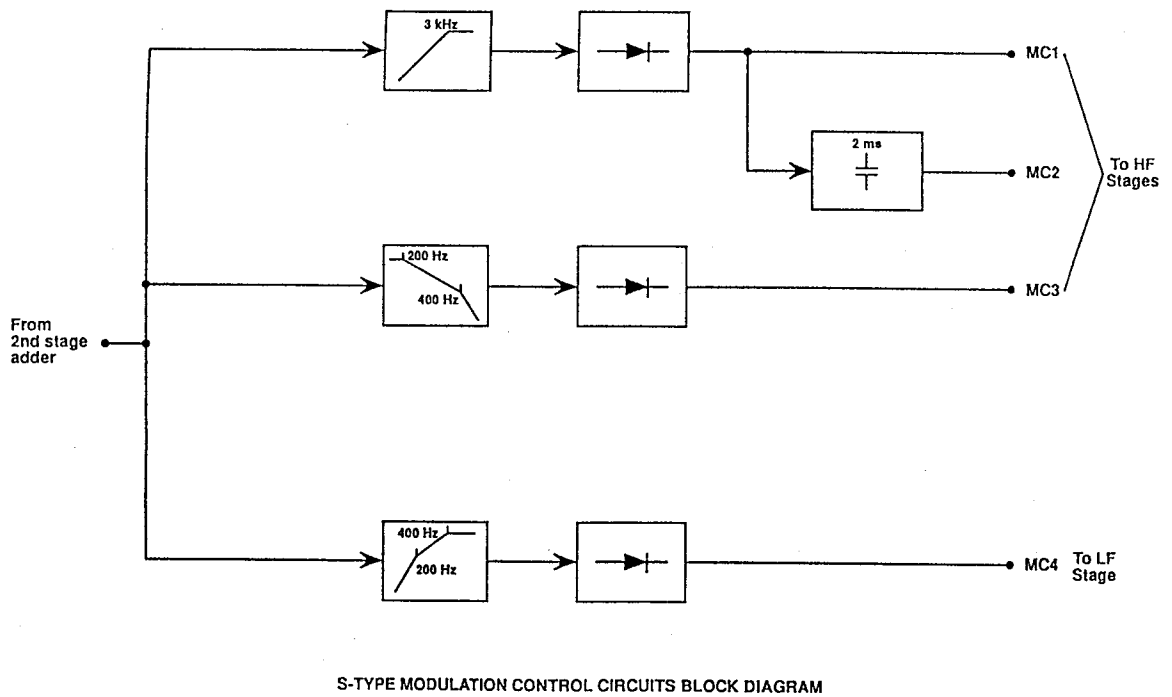 3 kHz
MC1
2 ms
MC2
To HF
Stages
200 Hz
400 Hz
MC3
From
2nd stage
adder
400 Hz
200 Hz
MC4
To LF
Stage
S-TYPE MODULATION CONTROL CIRCUITS BLOCK DIAGRAM